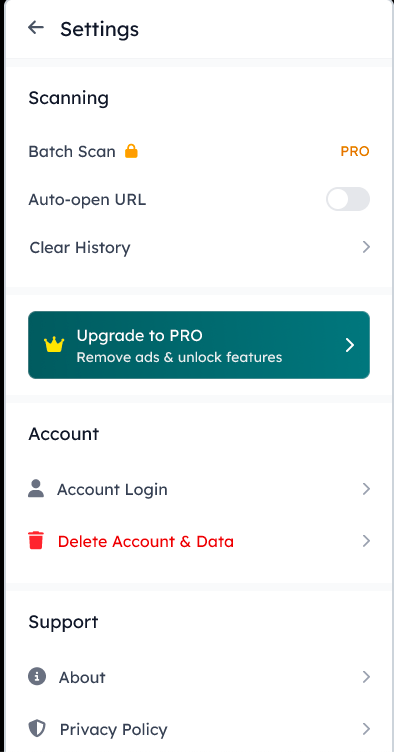 Settings
Scanning
Batch Scan PRO
Auto-open URL
Clear History
Upgrade to PRO
Remove ads & unlock features
Account
Account Login
Delete Account & Data
Support
About
Privacy Policy